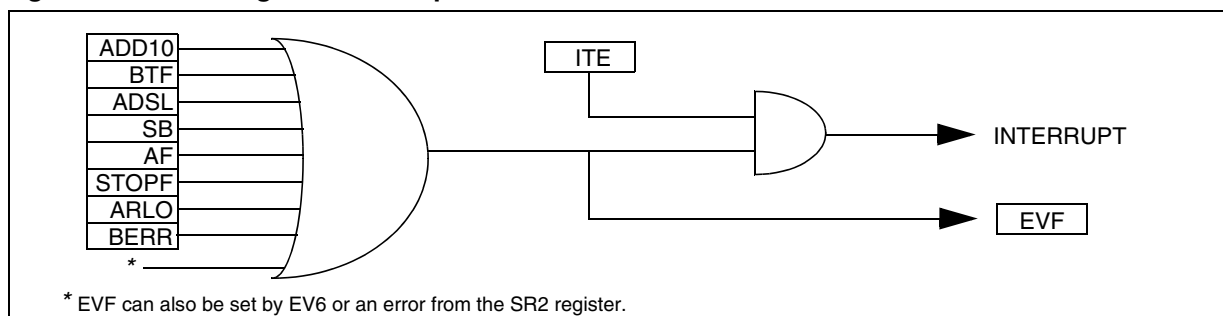 ADD10
BTF
ADSL
SB
AF
STOPF
ARLO
BERR
*
ITE
INTERRUPT
EVF
* EVF can also be set by EV6 or an error from the SR2 register.